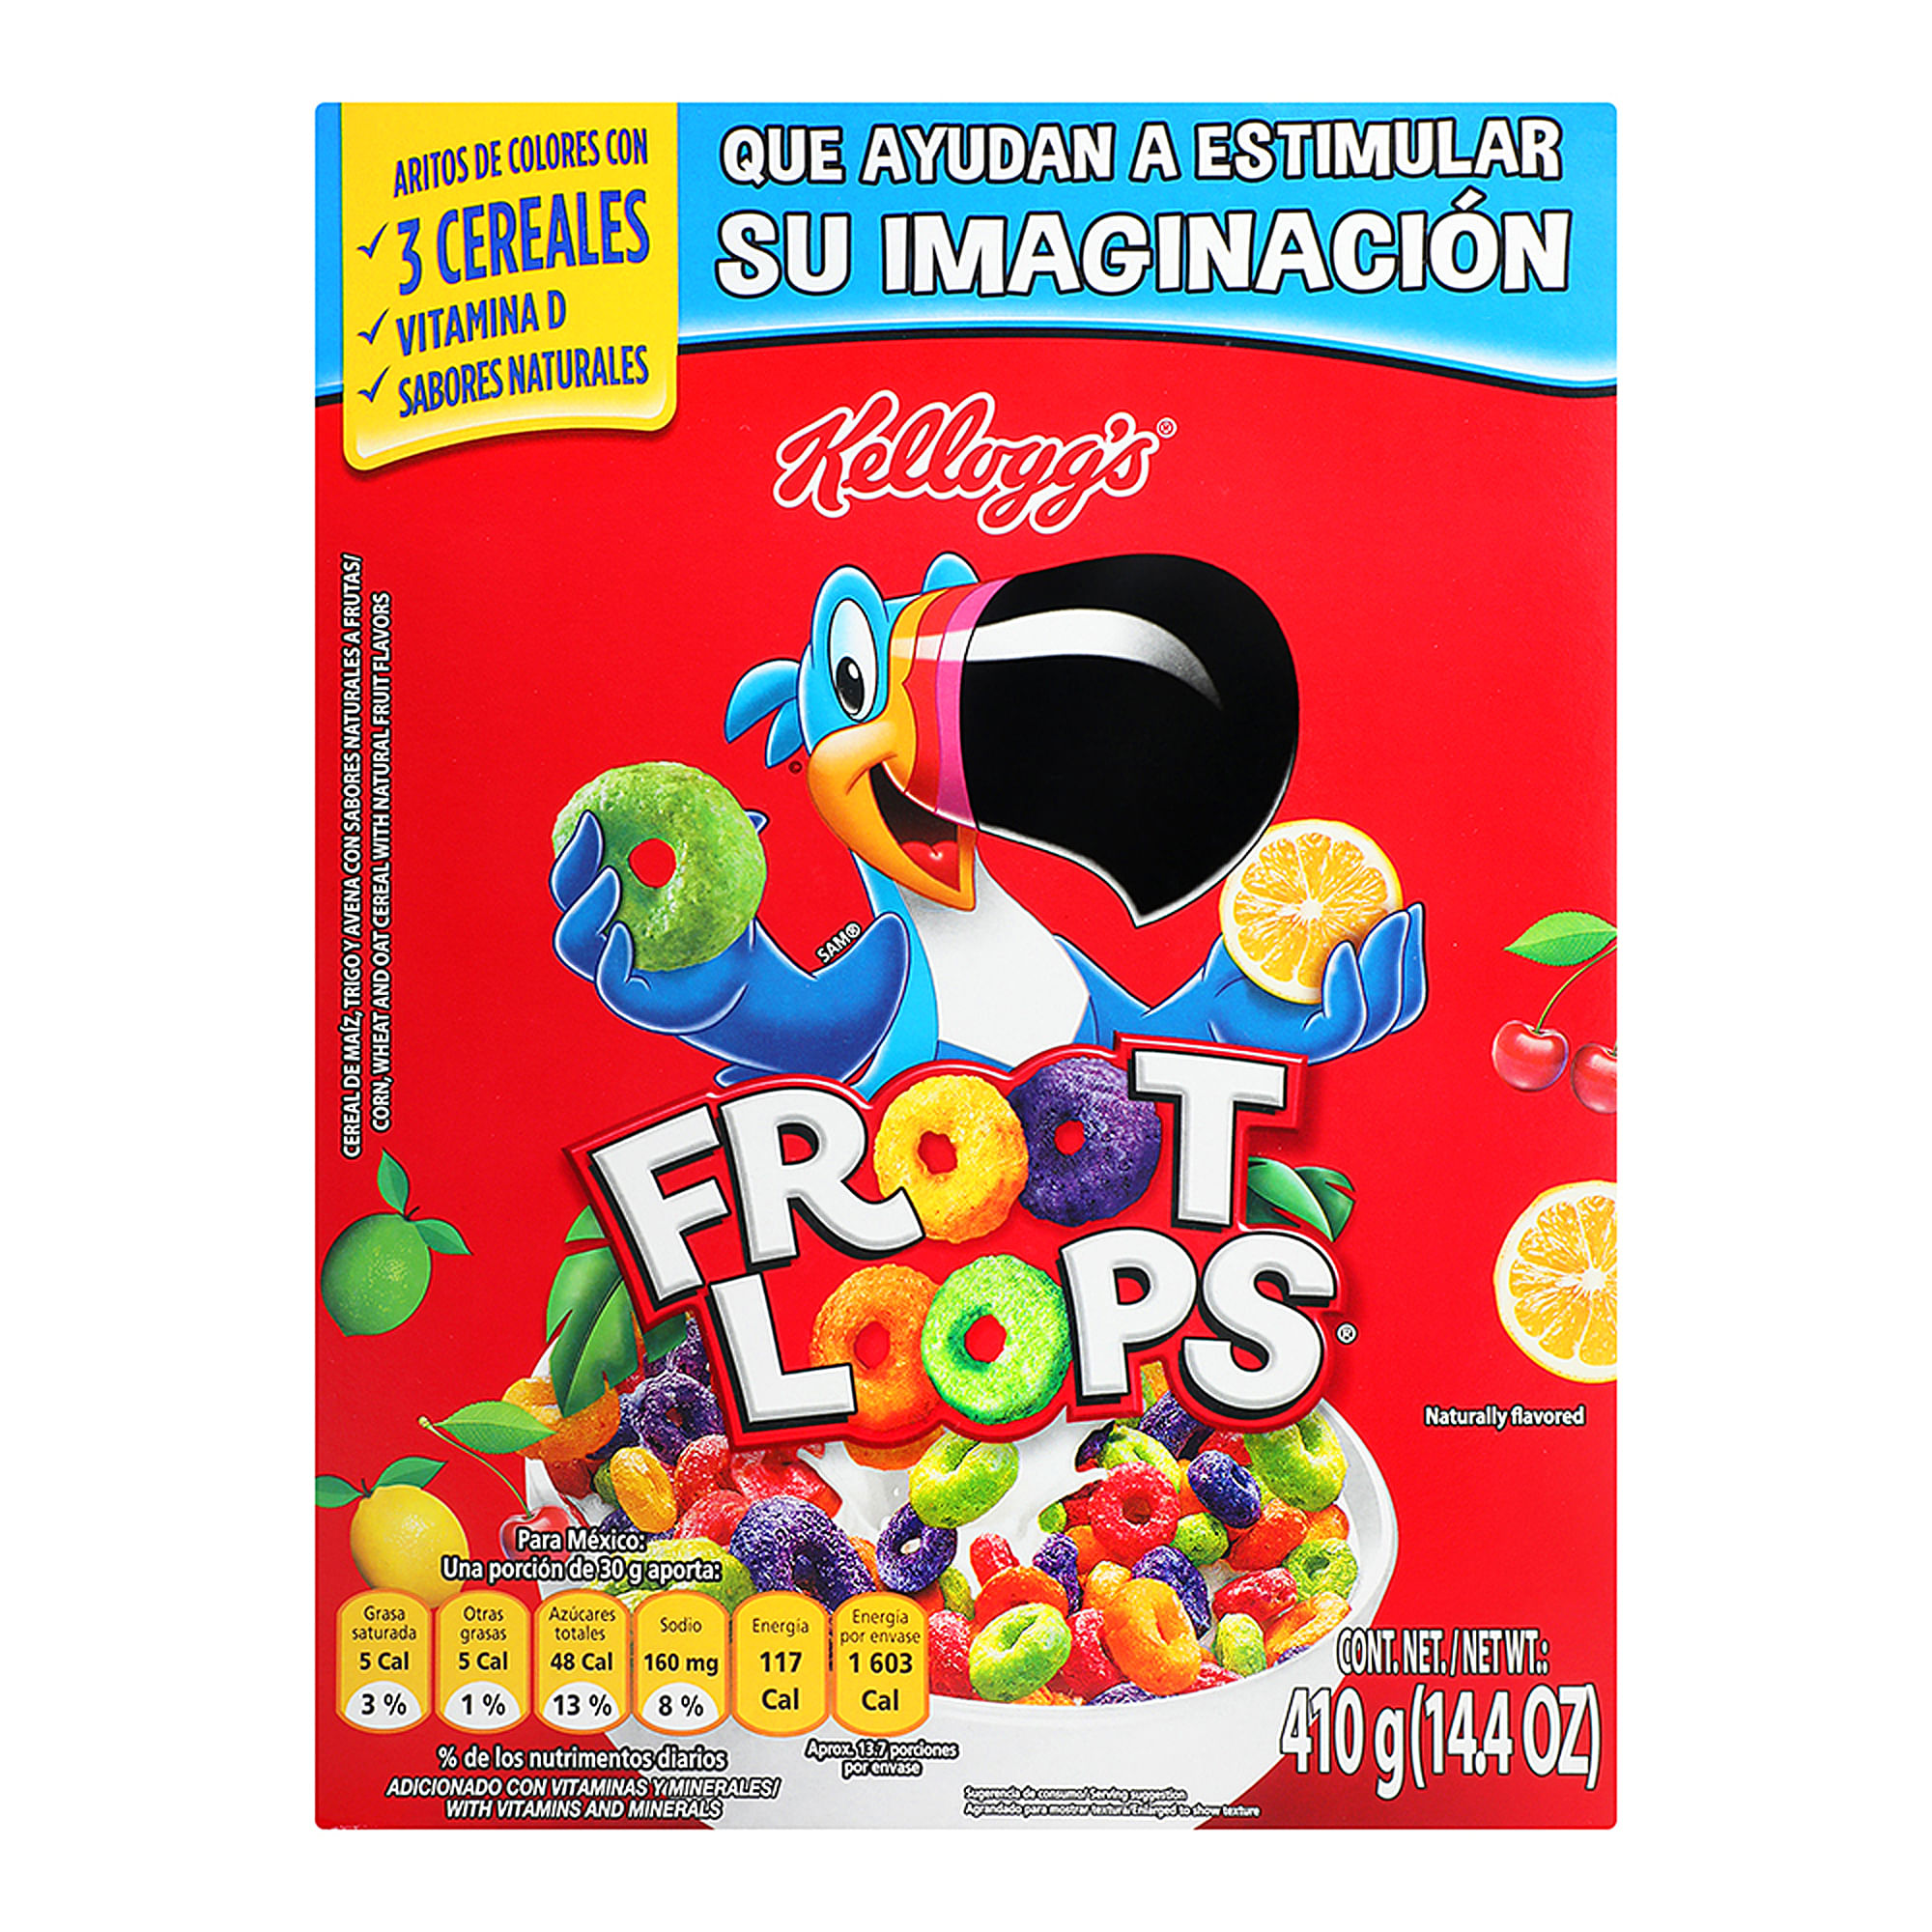 ARITOS DE COLORES CON
✓ 3 CEREALES
✓ VITAMINA D
✓ SABORES NATURALES
QUE AYUDAN A ESTIMULAR
SU IMAGINACIÓN
Kellogg's®
CEREAL DE MAÍZ, TRIGO Y AVENA CON SABORES NATURALES A FRUTAS/
CORN, WHEAT AND OAT CEREAL WITH NATURAL FRUIT FLAVORS
©
SAM®
FROOT
LOOPS®
Naturally flavored
Para México:
Una porción de 30 g aporta:
Grasa
saturada
5 Cal
3 %
Otras
grasas
5 Cal
1 %
Azúcares
totales
48 Cal
13 %
Sodio
160 mg
8 %
Energía
117
Cal
Energía
por envase
1 603
Cal
% de los nutrimentos diarios
Aprox. 13.7 porciones
por envase
ADICIONADO CON VITAMINAS Y MINERALES/
WITH VITAMINS AND MINERALS
Sugerencia de consumo/ Serving suggestion
Agrandado para mostrar textura/Enlarged to show texture
CONT. NET. / NET WT.:
410 g (14.4 OZ)